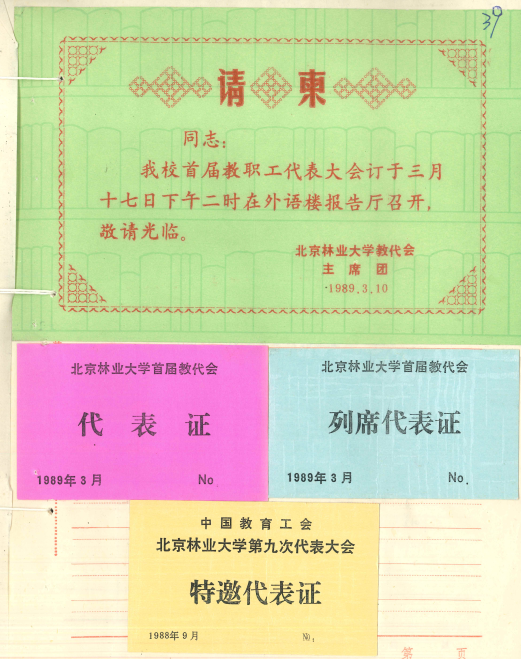 39
请柬
同志：
我校首届教职工代表大会订于三月
十七日下午二时在外语楼报告厅召开，
敬请光临。
北京林业大学教代会
主席团
·1989.3.10
北京林业大学首届教代会
代表证
1989年3月 No
北京林业大学首届教代会
列席代表证
1989年3月 No.
中国教育工会
北京林业大学第九次代表大会
特邀代表证
1988年9月 No.
第 页